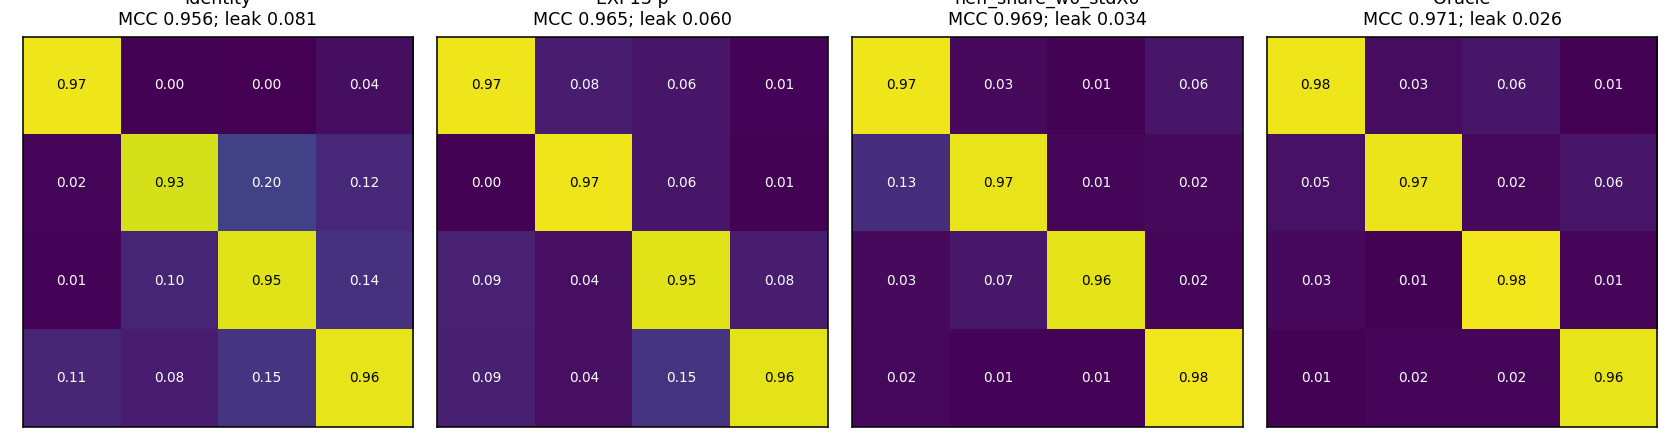 Identity
MCC 0.956; leak 0.081
0.97 0.00 0.00 0.04
0.02 0.93 0.20 0.12
0.01 0.10 0.95 0.14
0.11 0.08 0.15 0.96
MCC 0.965; leak 0.060
0.97 0.08 0.06 0.01
0.00 0.97 0.06 0.01
0.09 0.04 0.95 0.08
0.09 0.04 0.15 0.96
MCC 0.969; leak 0.034
0.97 0.03 0.01 0.06
0.13 0.97 0.01 0.02
0.03 0.07 0.96 0.02
0.02 0.01 0.01 0.98
Oracle
MCC 0.971; leak 0.026
0.98 0.03 0.06 0.01
0.05 0.97 0.02 0.06
0.03 0.01 0.98 0.01
0.01 0.02 0.02 0.96